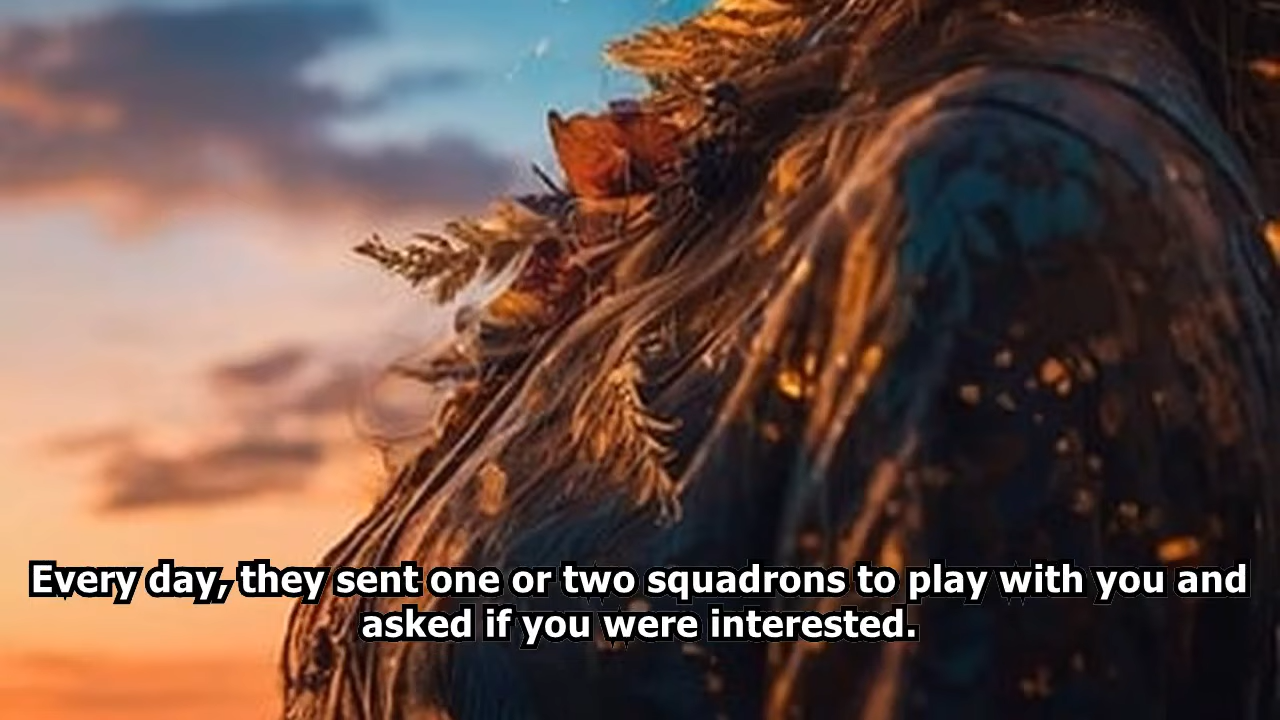 Every day, they sent one or two squadrons to play with you and
asked if you were interested.